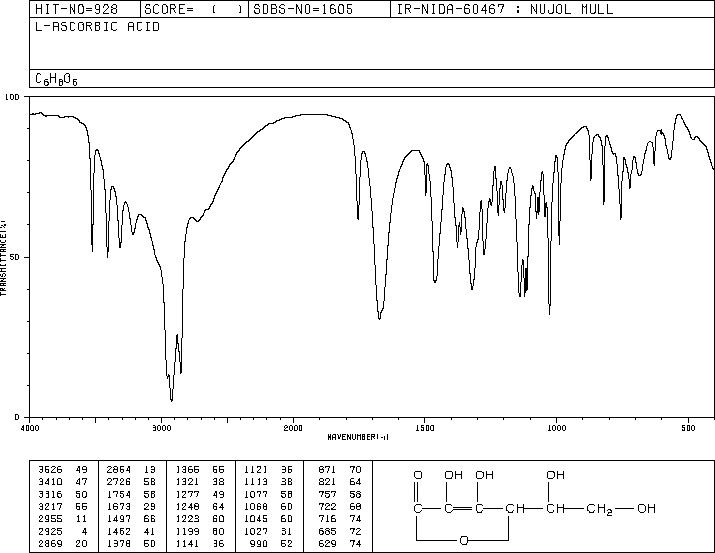 HIT-NO=928 SCORE= ( ) SDBS-NO=1605 IR-NIDA-60467 : NUJOL MULL
L-ASCORBIC ACID
C6H8O6
100
50
0
TRANSMITTANCE(%)
4000 3000 2000 1500 1000 500
WAVENUMBER(-1)
3526 49 2854 13 1366 66 1121 36 871 70
3410 47 2726 58 1321 38 1113 38 821 64
3316 50 1754 58 1277 49 1077 58 757 58
3217 55 1673 29 1248 64 1068 60 722 68
2955 11 1497 66 1223 60 1045 60 716 74
2925 4 1462 41 1199 60 1027 31 685 72
2869 20 1378 50 1141 36 990 52 629 74
O OH OH OH
C C C CH CH CH2 OH
O